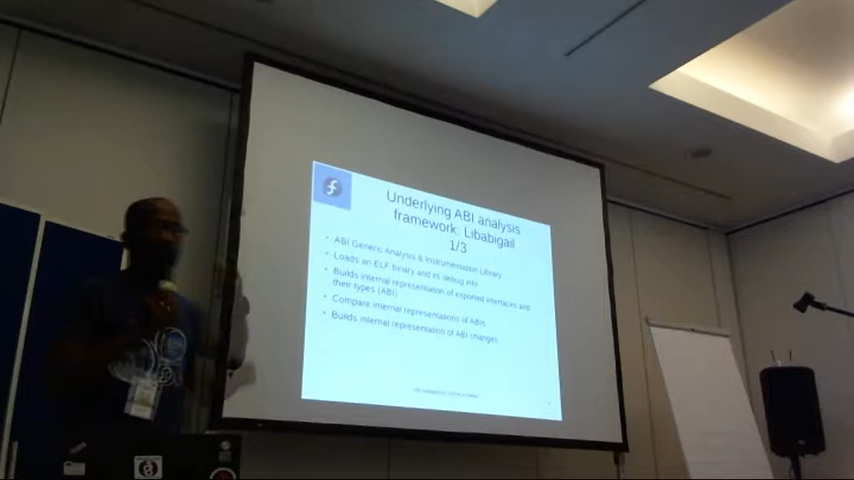 Underlying ABI analysis
framework: Libabigail
1/3
• ABI Generic Analysis & Instrumentation Library
• Loads an ELF binary and its debug info
• Builds internal representation of exported interfaces and
their types (ABI)
• Compare internal representations of ABIs
• Builds internal representation of ABI changes